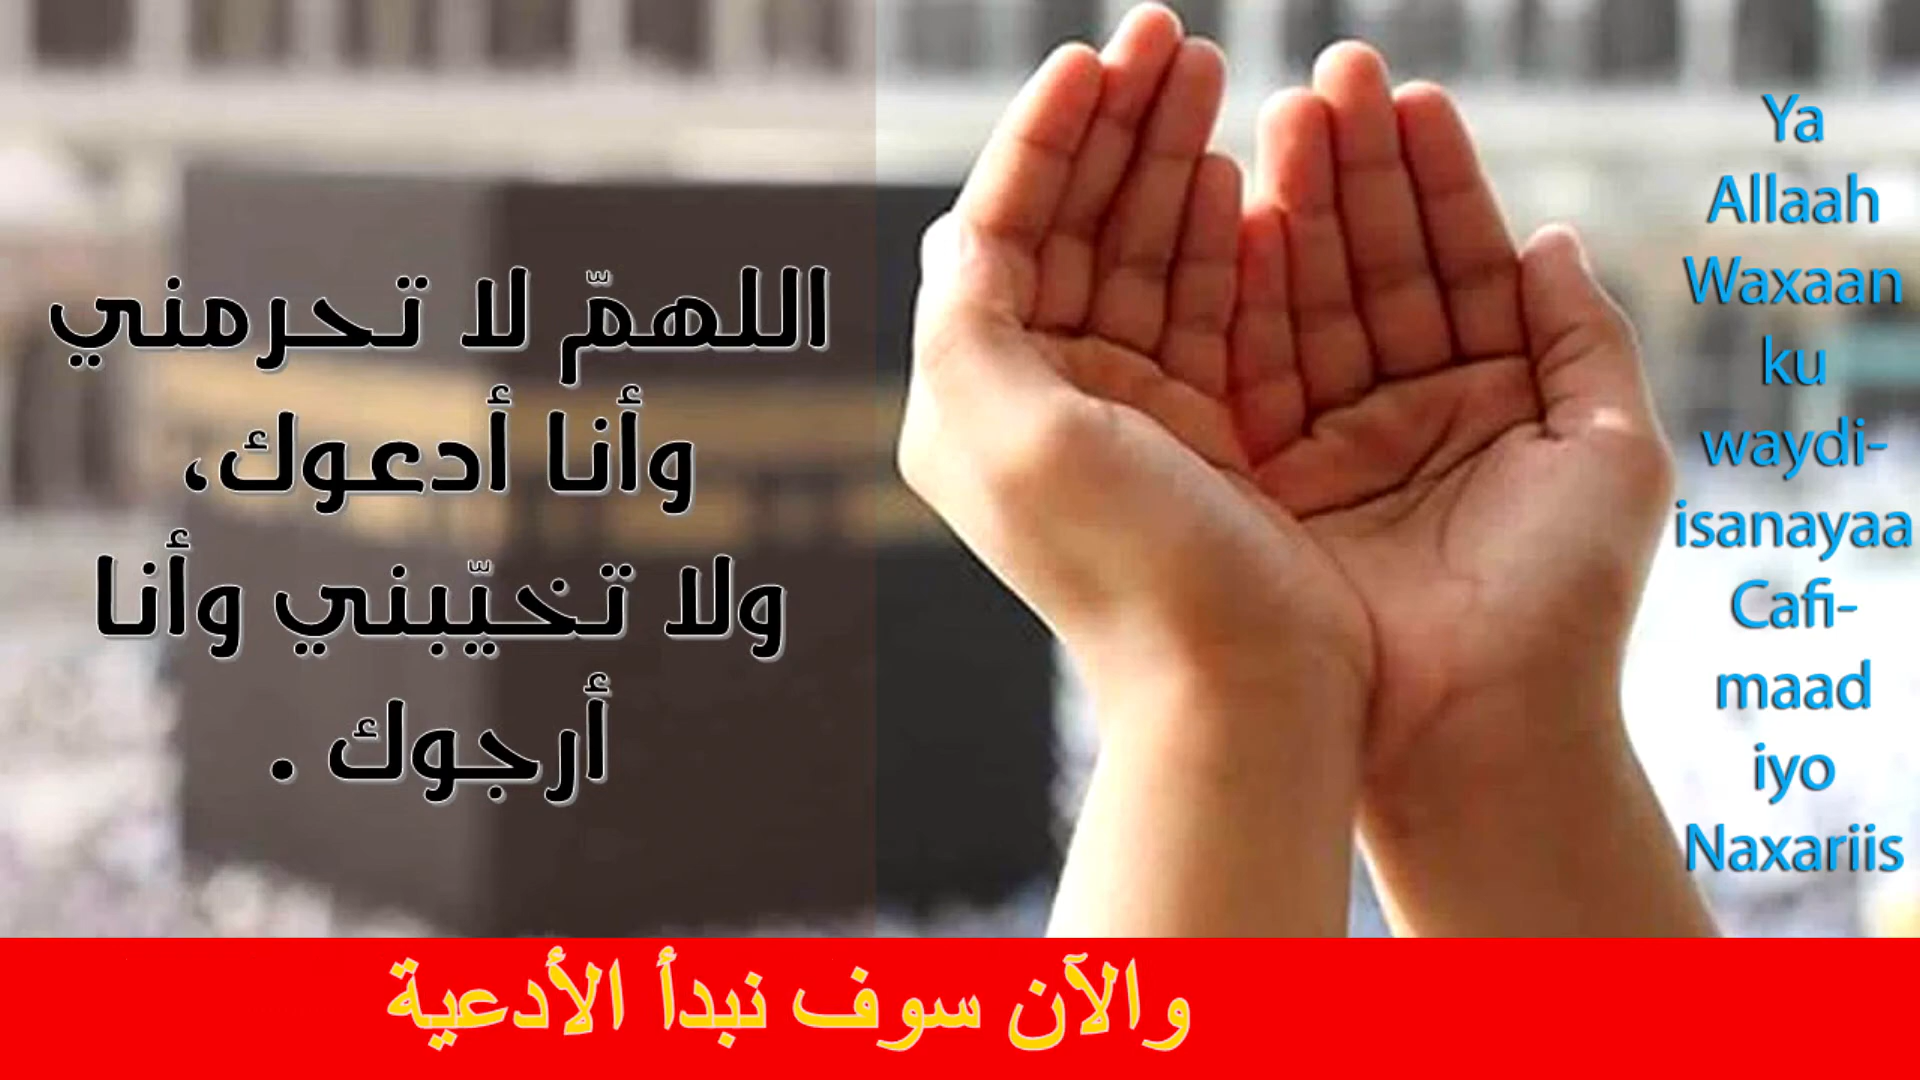 اللهمّ لا تحرمني
وأنا أدعوك،
ولا تخيّبني وأنا
أرجوك .
Ya
Allaah
Waxaan
ku
waydi-
isanayaa
Cafi-
maad
iyo
Naxariis
والآن سوف نبدأ الأدعية